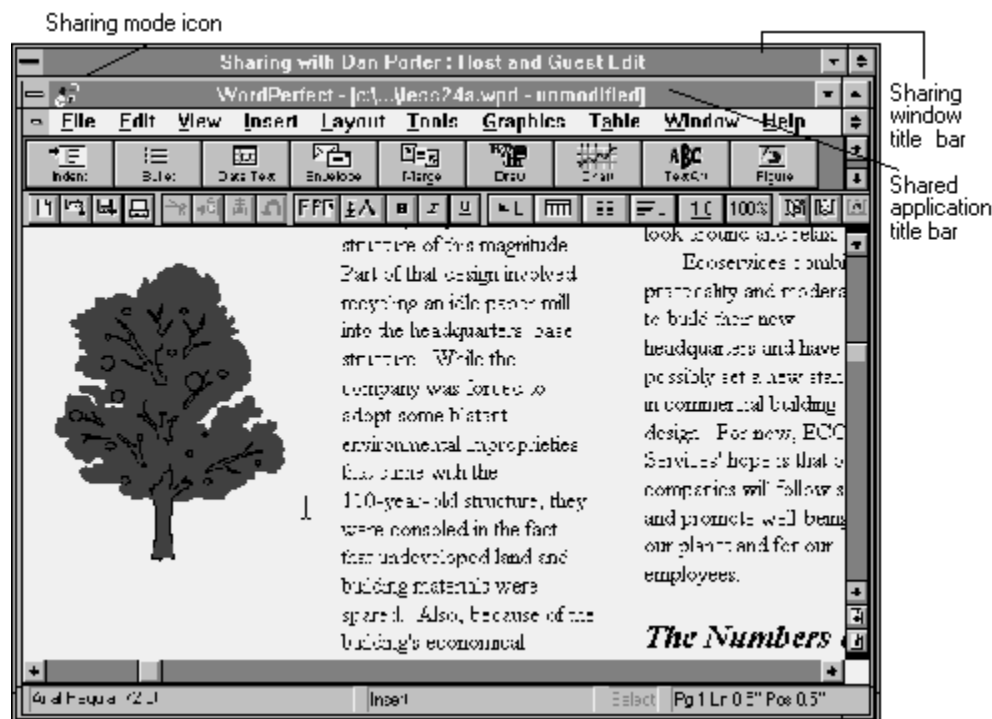 Sharing mode icon
Sharing with Dan Porter : Host and Guest Edit
WordPerfect - [c:\...\less24a.wpd - unmodified]
File Edit View Insert Layout Tools Graphics Table Window Help
Indent Bullet Data Text Envelope Merge Draw Chart TextArt Figure
B I U L 1.0 100%
Sharing
window
title bar
Shared
application
title bar
structure of this magnitude
Part of that design involved
recycling an idle paper mill
into the headquarters base
structure. While the
company was forced to
adopt some blatant
environmental improprieties
that came with the
110-year-old structure, they
were consoled in the fact
that undeveloped land and
building materials were
spared. Also, because of the
building's economical
look around and relax
Ecoservices combi
practicality and modera
to build their new
headquarters and have
possibly set a new stan
in commercial building
design. For now, ECO
Services' hope is that o
companies will follow s
and promote well being
our planet and for our
employees.
The Numbers
Insert Select Pg 1 Ln 0.5" Pos 0.5"